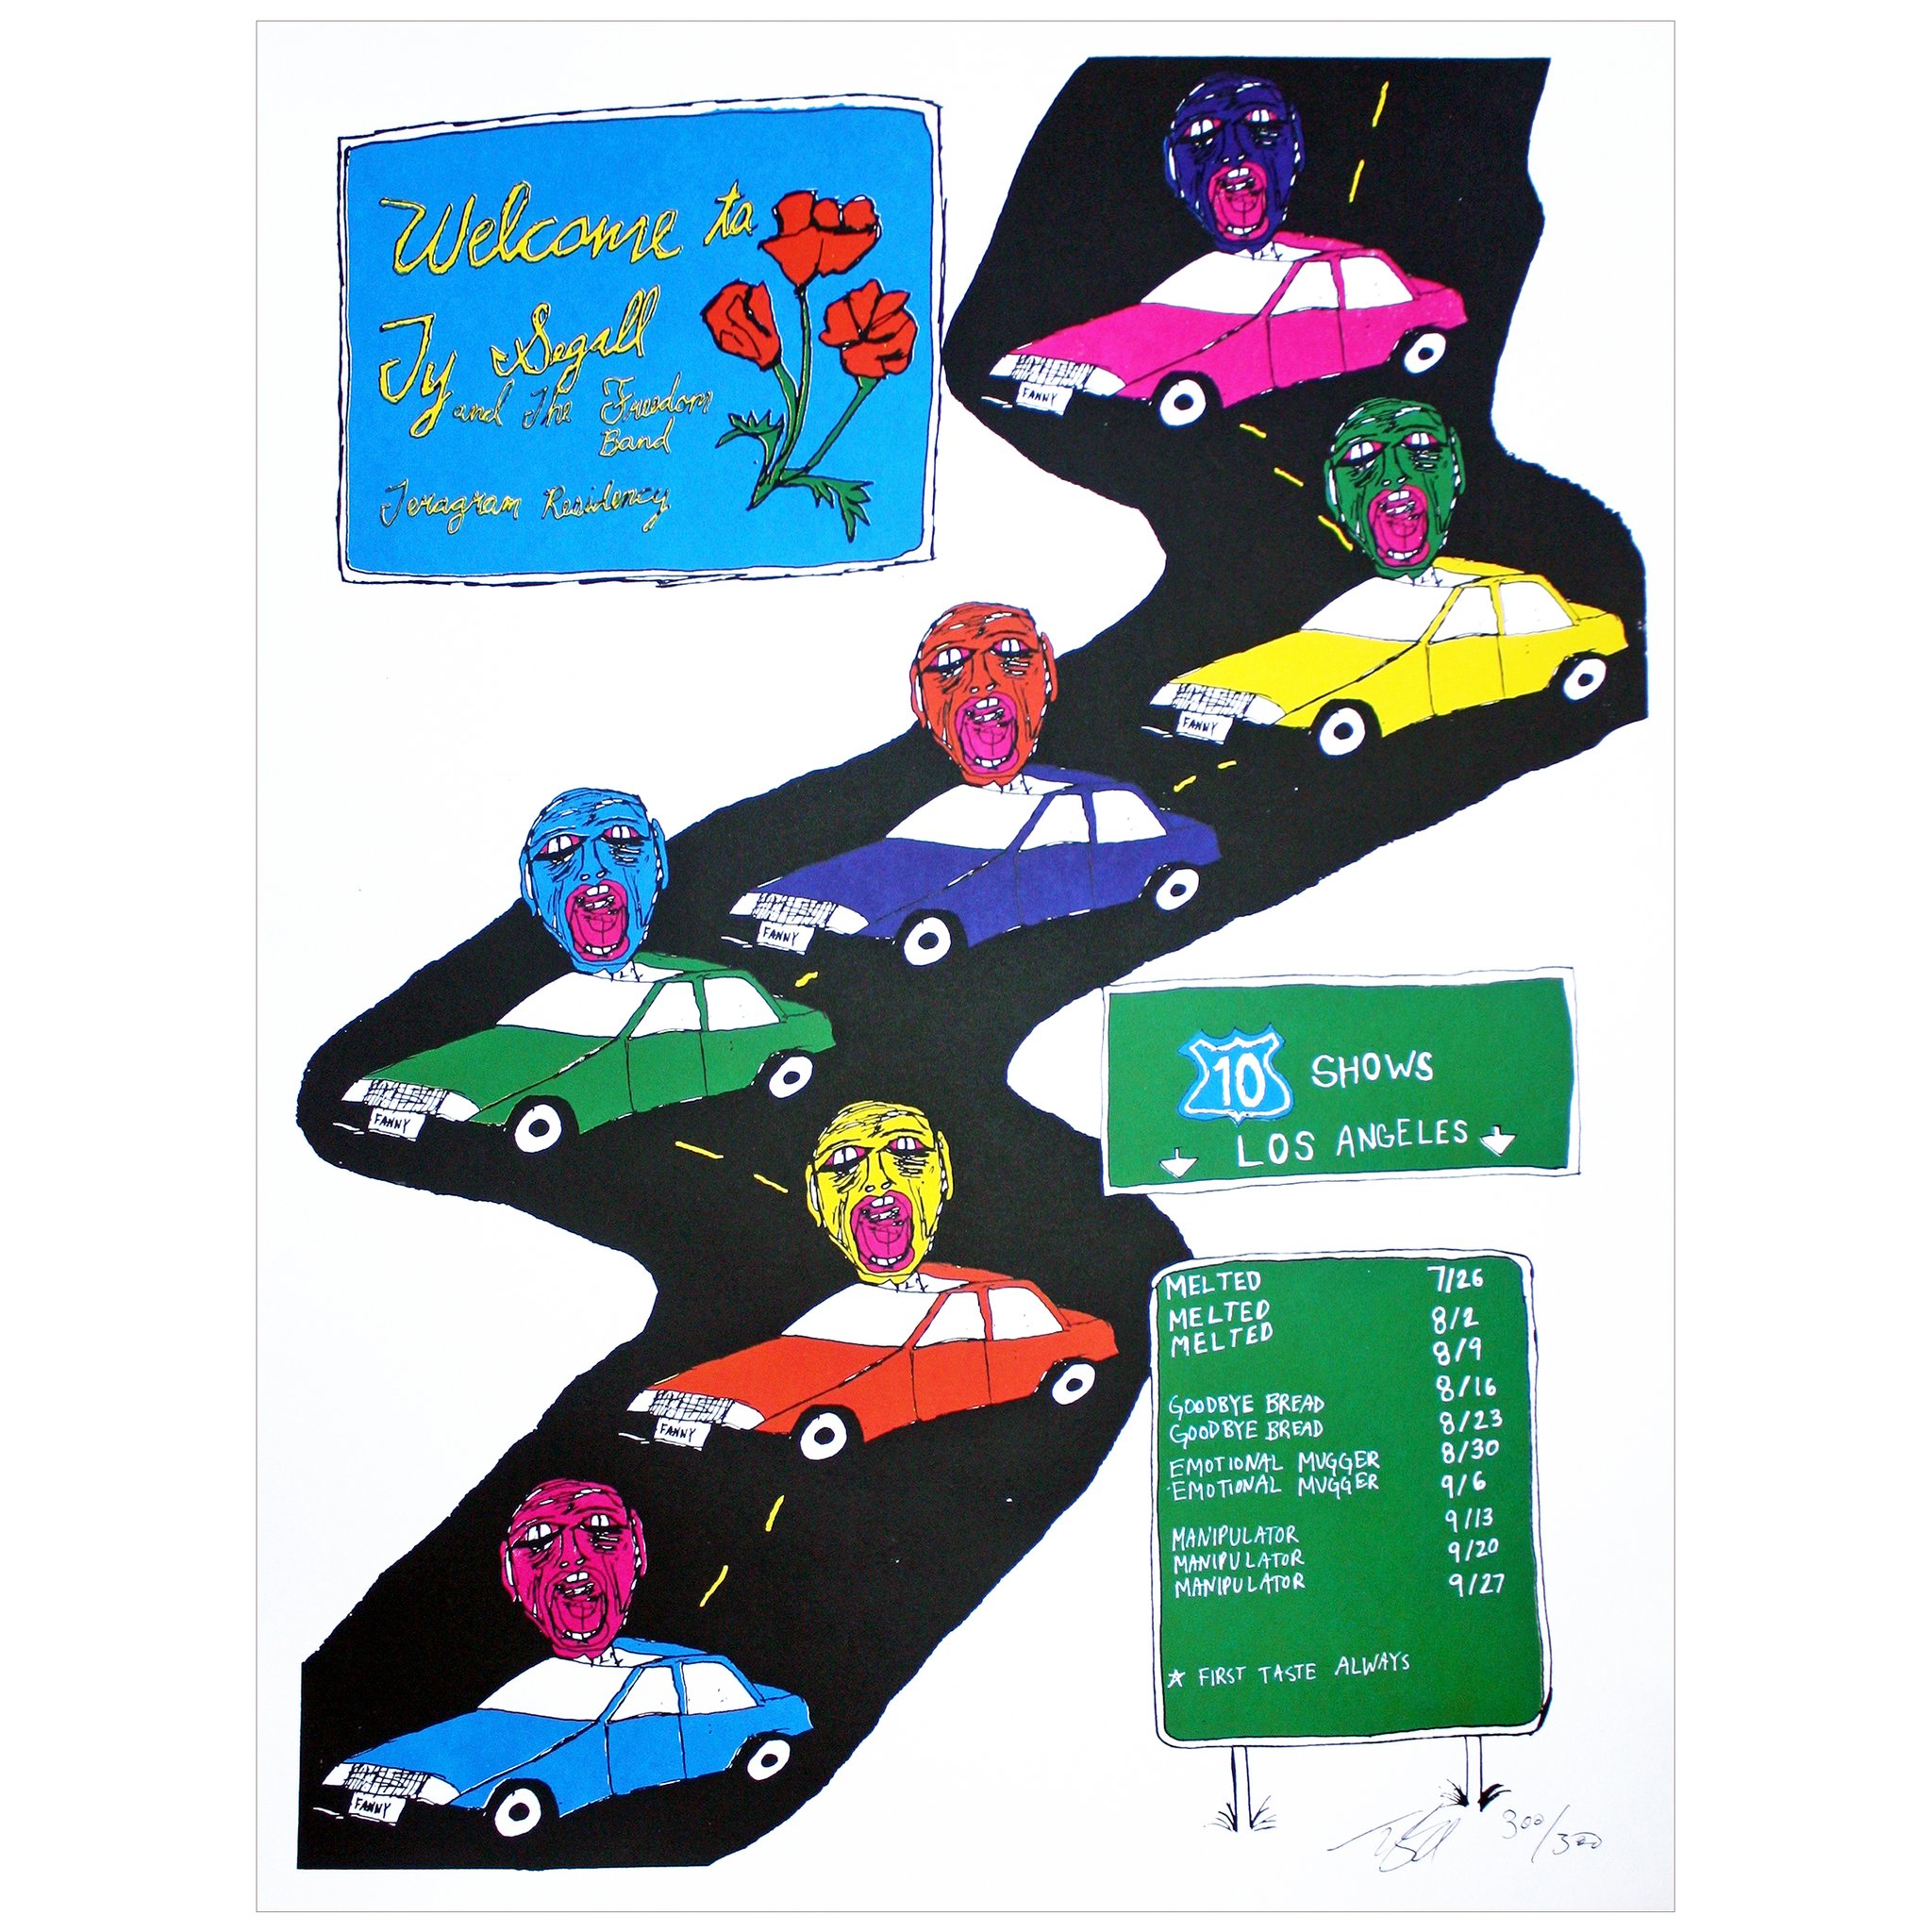 Welcome to
Ty Segall
and The Freedom
Band
Teragram Residency
FANNY
FANNY
FANNY
FANNY
FANNY
FANNY
10 SHOWS
LOS ANGELES
MELTED 7/26
MELTED 8/2
MELTED 8/9
8/16
GOODBYE BREAD 8/23
GOODBYE BREAD 8/30
EMOTIONAL MUGGER 9/6
EMOTIONAL MUGGER 9/13
MANIPULATOR 9/20
MANIPULATOR 9/27
MANIPULATOR
☆ FIRST TASTE ALWAYS
300/300